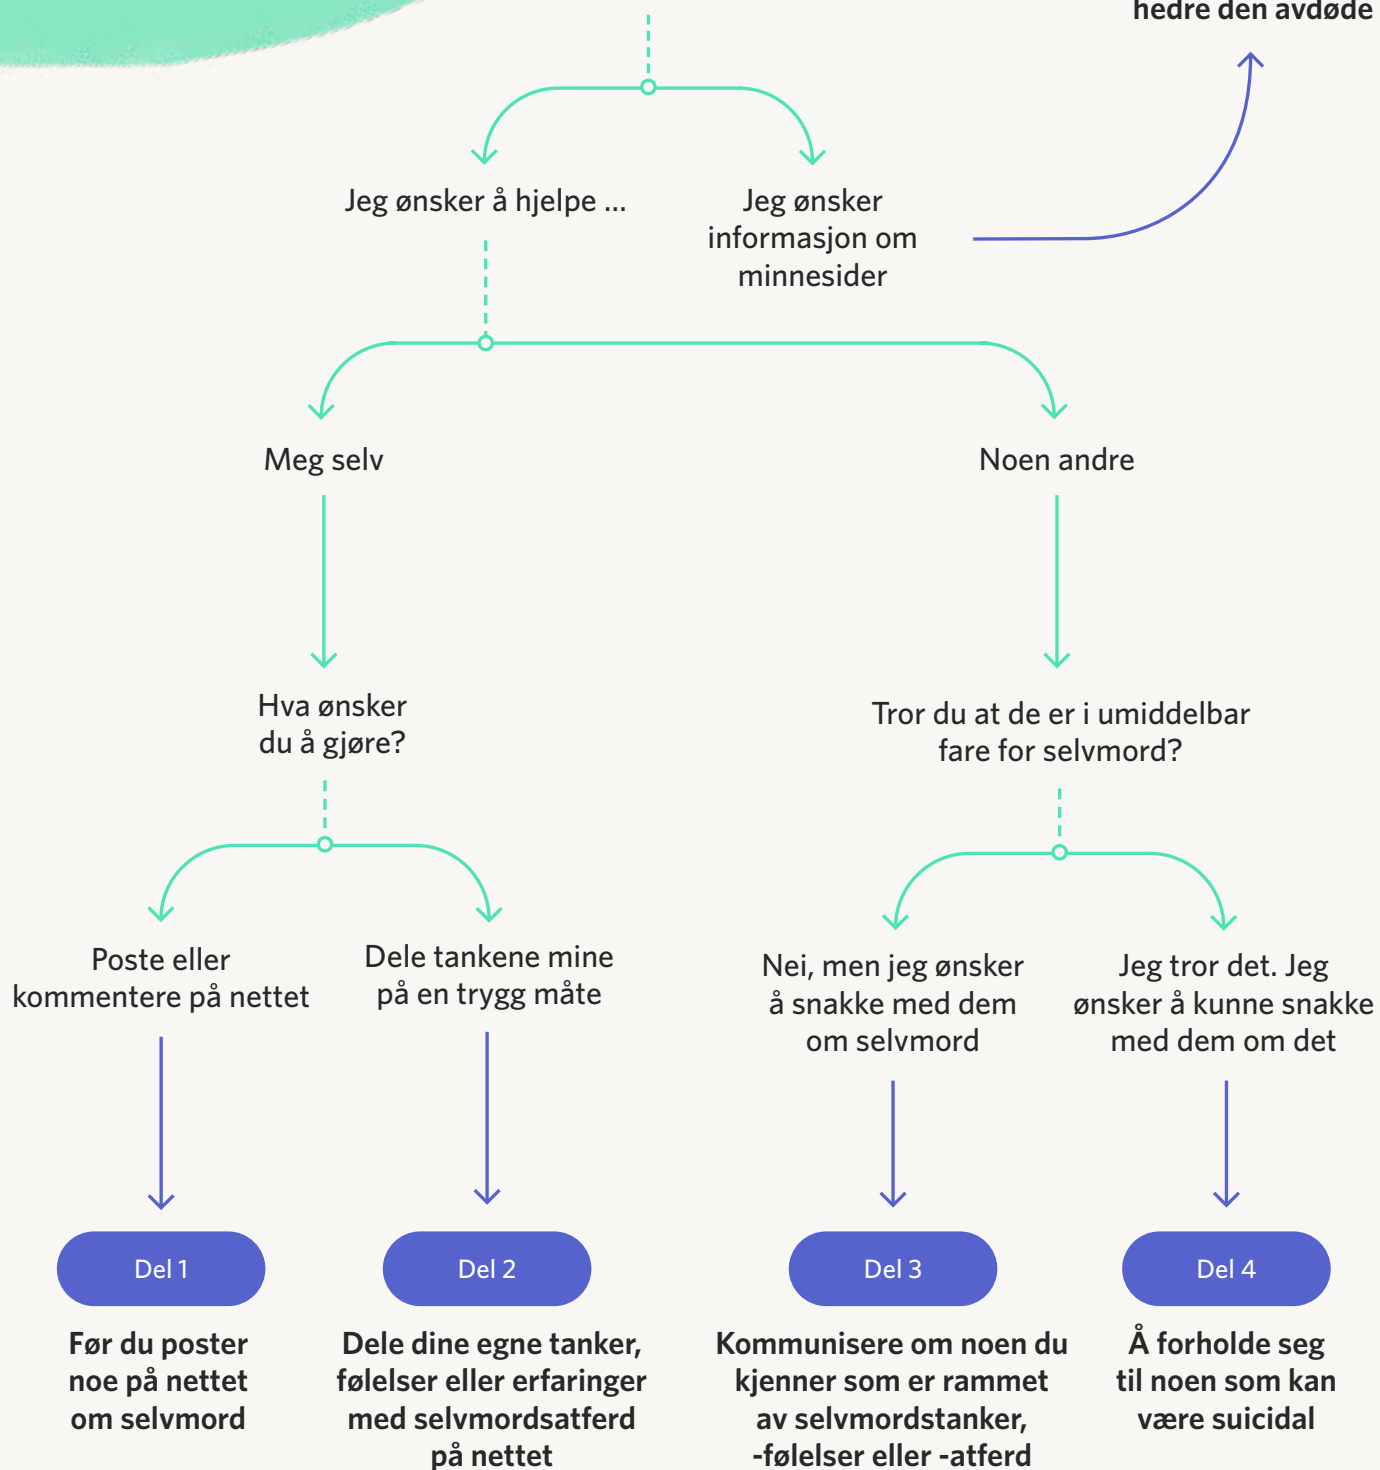 hedre den avdøde
Jeg ønsker å hjelpe ...
Jeg ønsker
informasjon om
minnesider
Meg selv
Noen andre
Hva ønsker
du å gjøre?
Tror du at de er i umiddelbar
fare for selvmord?
Poste eller
kommentere på nettet
Dele tankene mine
på en trygg måte
Nei, men jeg ønsker
å snakke med dem
om selvmord
Jeg tror det. Jeg
ønsker å kunne snakke
med dem om det
Del 1
Del 2
Del 3
Del 4
Før du poster
noe på nettet
om selvmord
Dele dine egne tanker,
følelser eller erfaringer
med selvmordsatferd
på nettet
Kommunisere om noen du
kjenner som er rammet
av selvmordstanker,
-følelser eller -atferd
Å forholde seg
til noen som kan
være suicidal